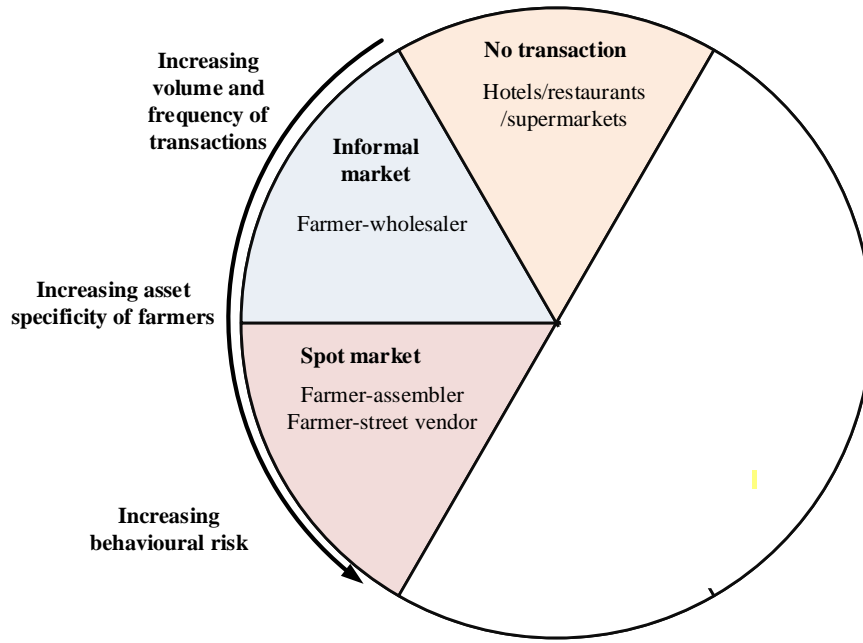 Increasing
volume and
frequency of
transactions
No transaction
Hotels/restaurants
/supermarkets
Informal
market
Farmer-wholesaler
Increasing asset
specificity of farmers
Spot market
Farmer-assembler
Farmer-street vendor
Increasing
behavioural risk